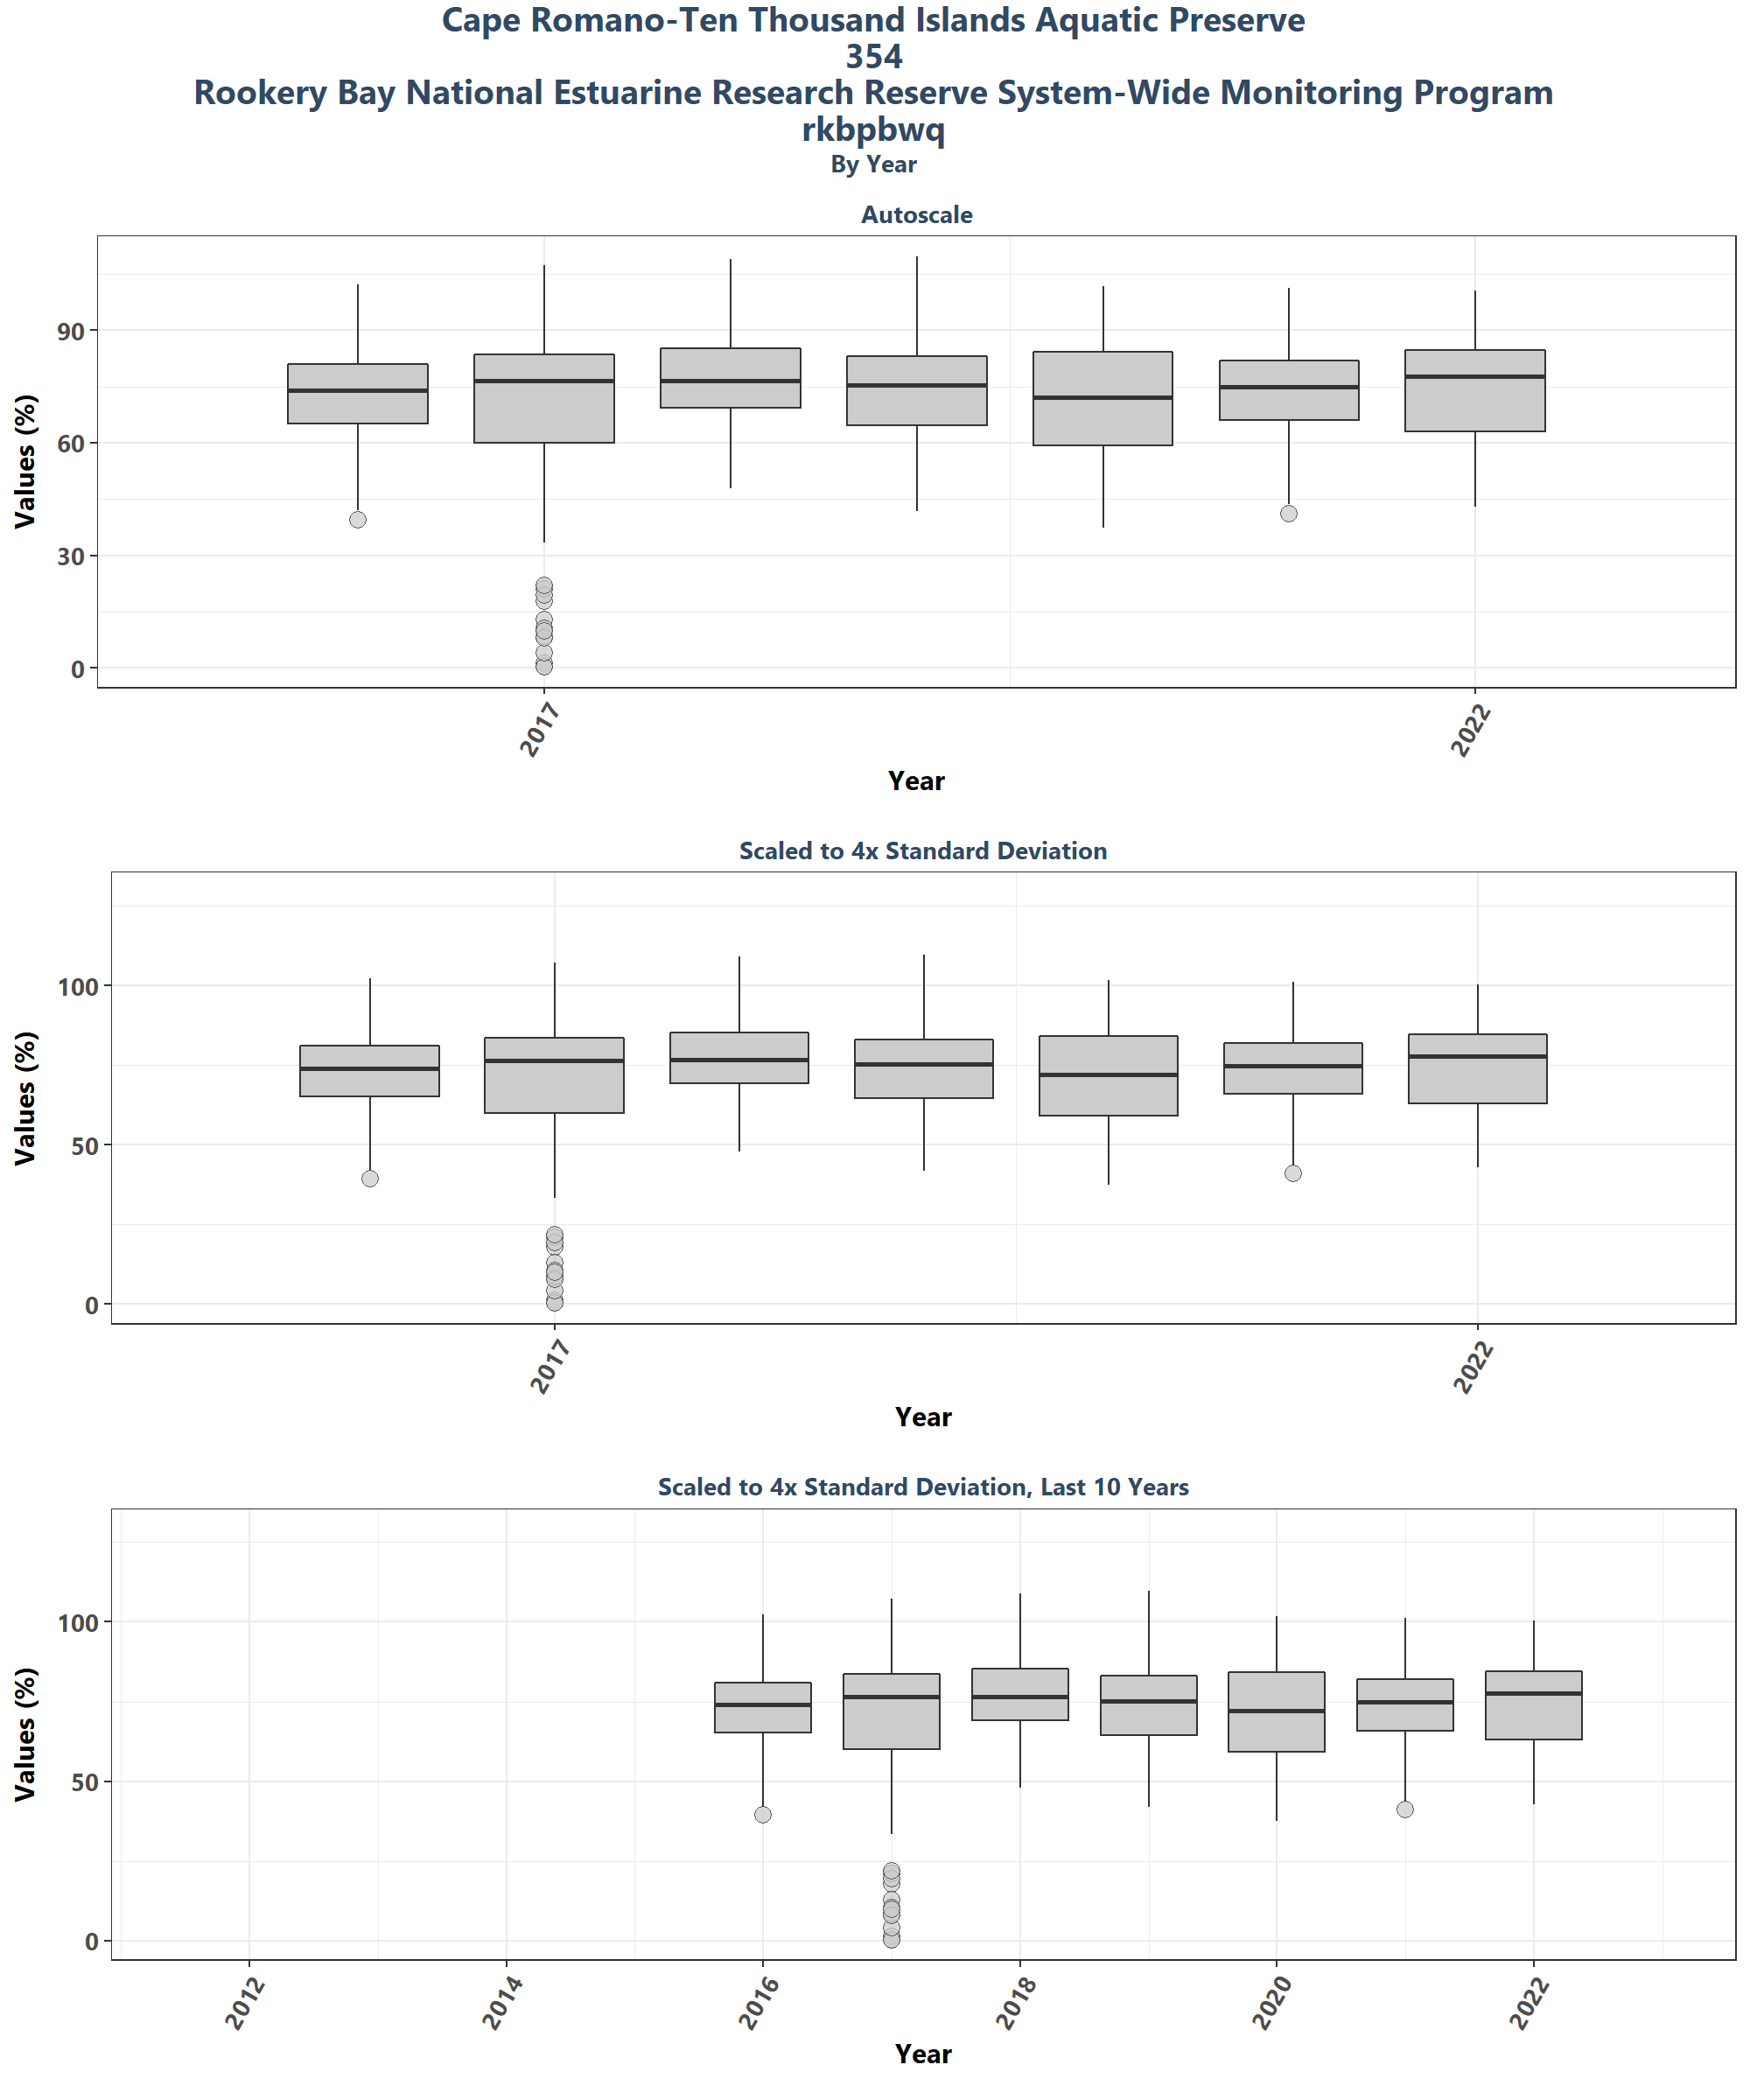 Cape Romano-Ten Thousand Islands Aquatic Preserve
354
Rookery Bay National Estuarine Research Reserve System-Wide Monitoring Program
rkbpbwq
By Year
Autoscale
Values (%)
90
60
30
0
2017
2022
Year
Scaled to 4x Standard Deviation
Values (%)
100
50
0
2017
2022
Year
Scaled to 4x Standard Deviation, Last 10 Years
Values (%)
100
50
0
2012
2014
2016
2018
2020
2022
Year